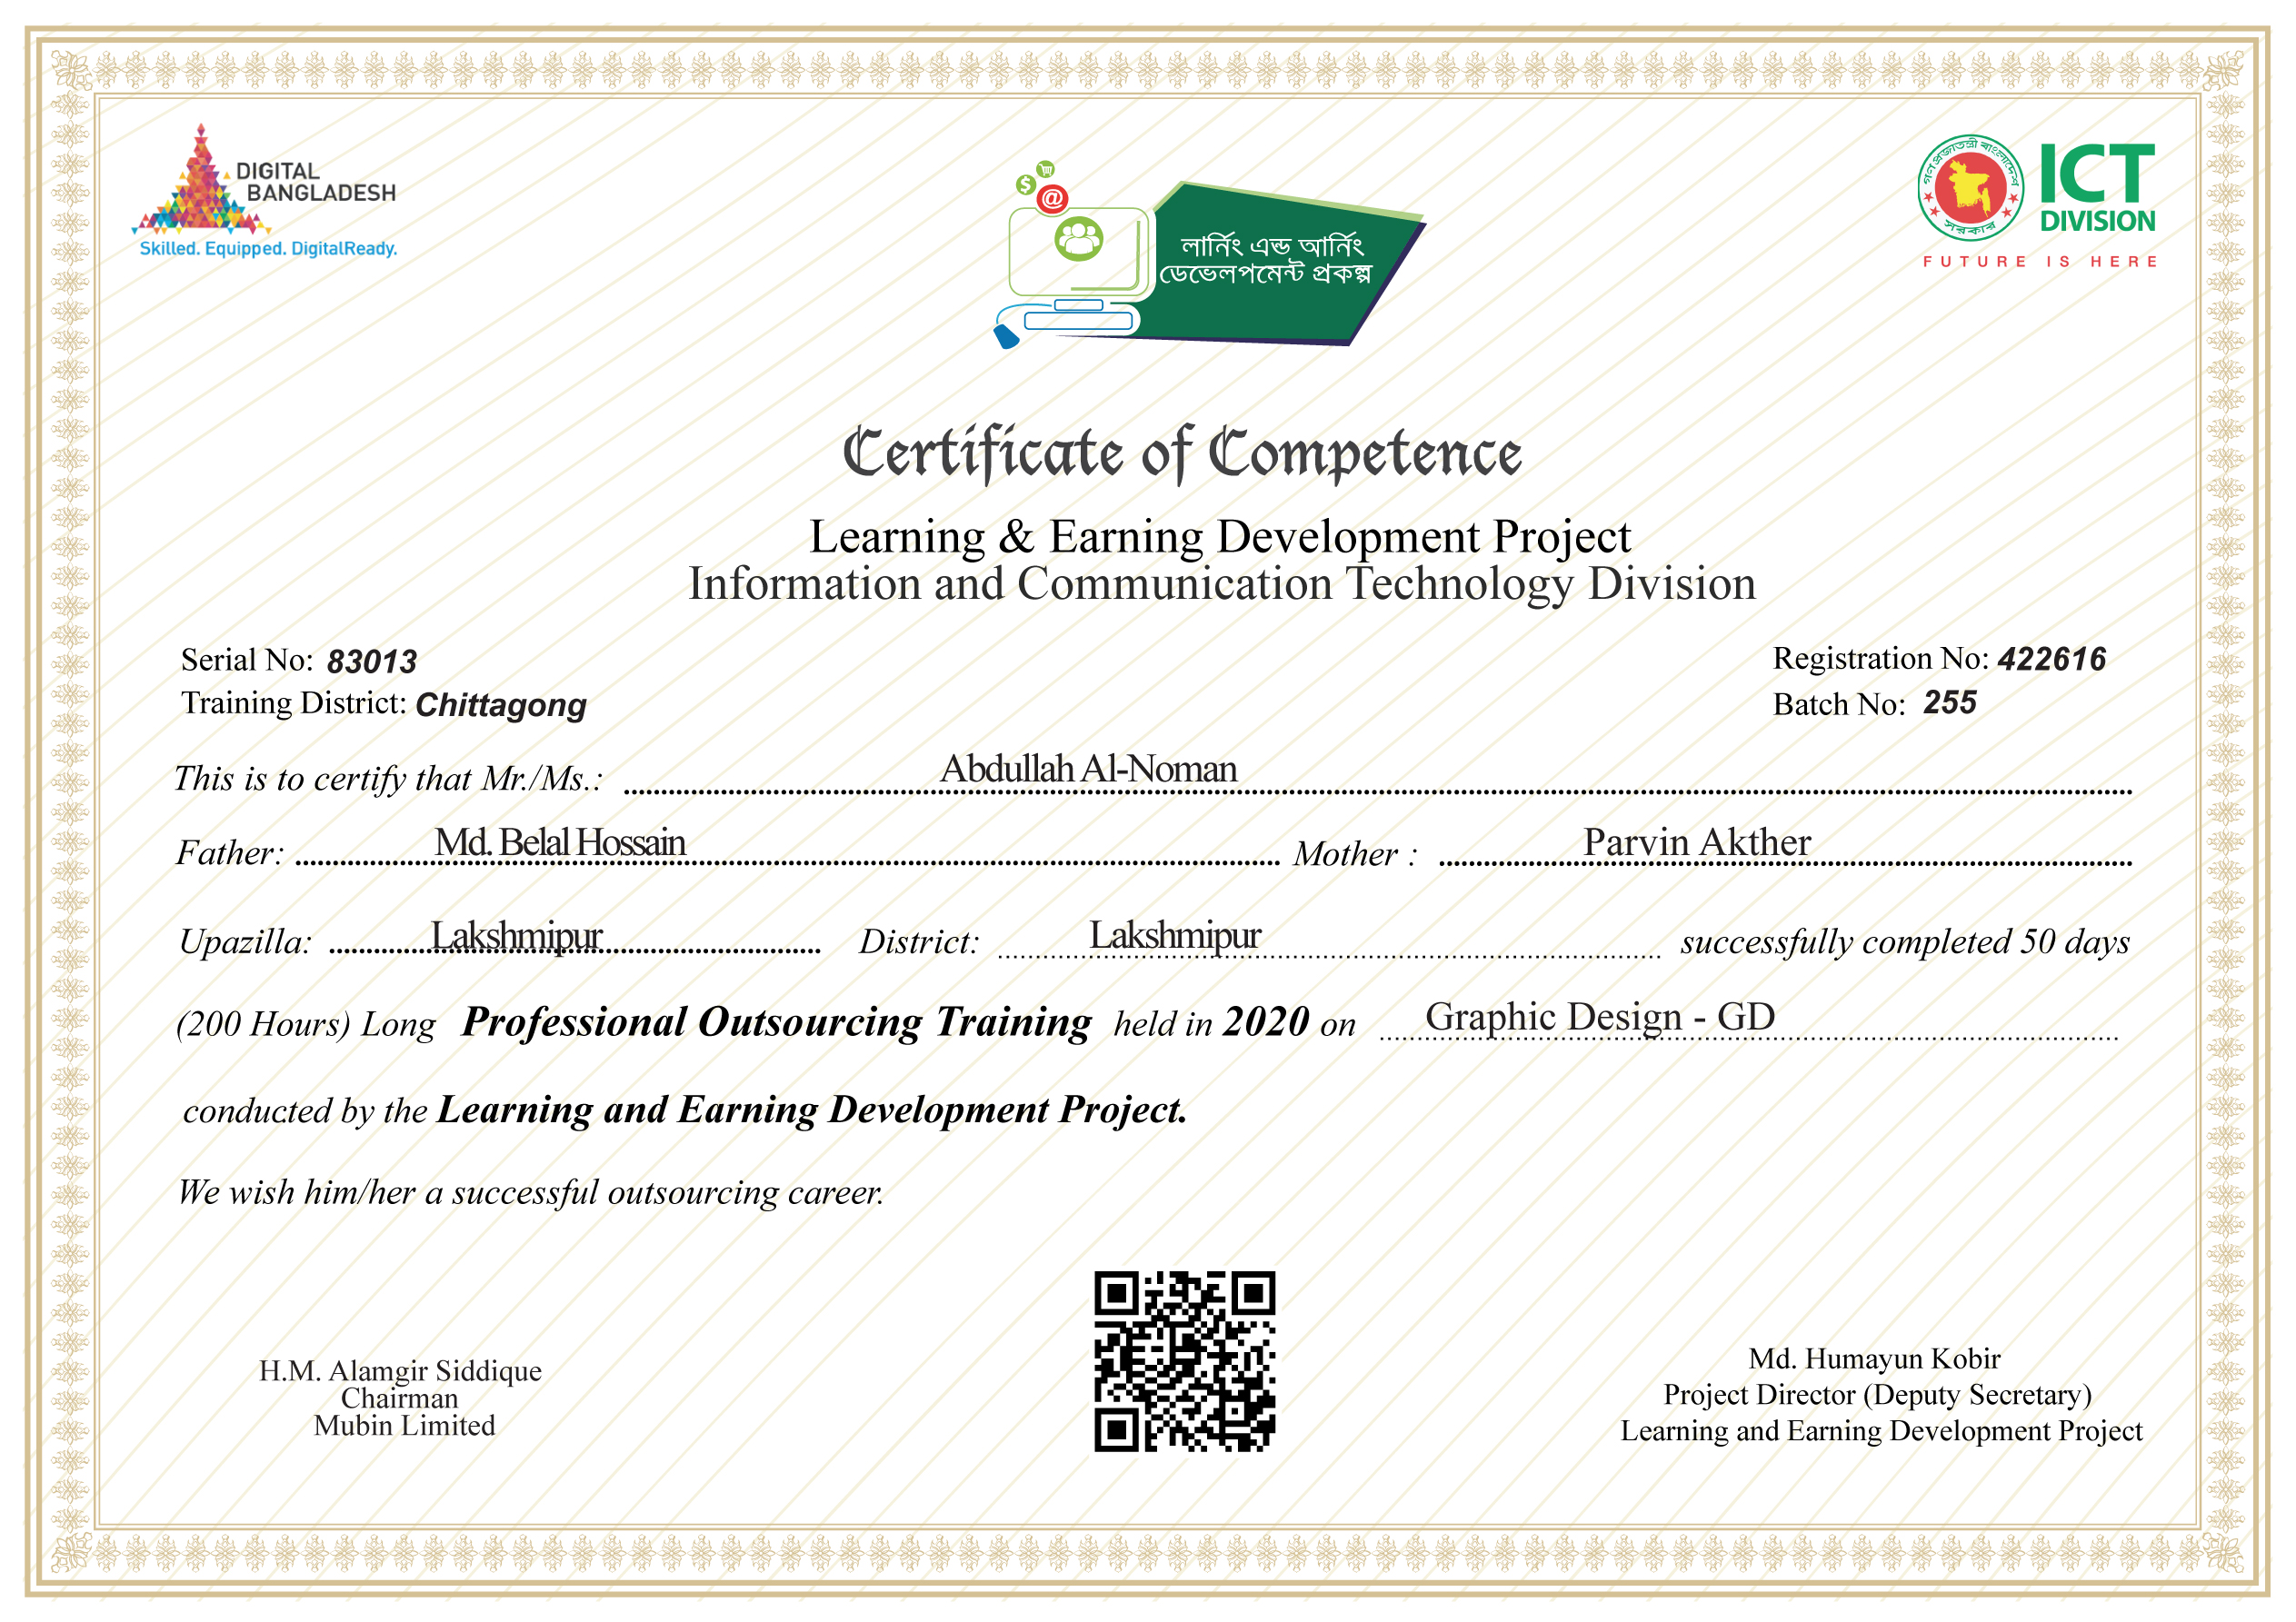 DIGITAL
BANGLADESH
Skilled. Equipped. DigitalReady.
$
@
লার্নিং এন্ড আর্নিং
ডেভেলপমেন্ট প্রকল্প
গণপ্রজাতন্ত্রী বাংলাদেশ
সরকার
ICT
DIVISION
FUTURE IS HERE
Certificate of Competence
Learning & Earning Development Project
Information and Communication Technology Division
Serial No: 83013
Registration No: 422616
Training District: Chittagong
Batch No: 255
This is to certify that Mr./Ms.: Abdullah Al-Noman
Father: Md. Belal Hossain Mother : Parvin Akther
Upazilla: Lakshmipur District: Lakshmipur successfully completed 50 days
(200 Hours) Long Professional Outsourcing Training held in 2020 on Graphic Design - GD
conducted by the Learning and Earning Development Project.
We wish him/her a successful outsourcing career.
H.M. Alamgir Siddique
Chairman
Mubin Limited
Md. Humayun Kobir
Project Director (Deputy Secretary)
Learning and Earning Development Project